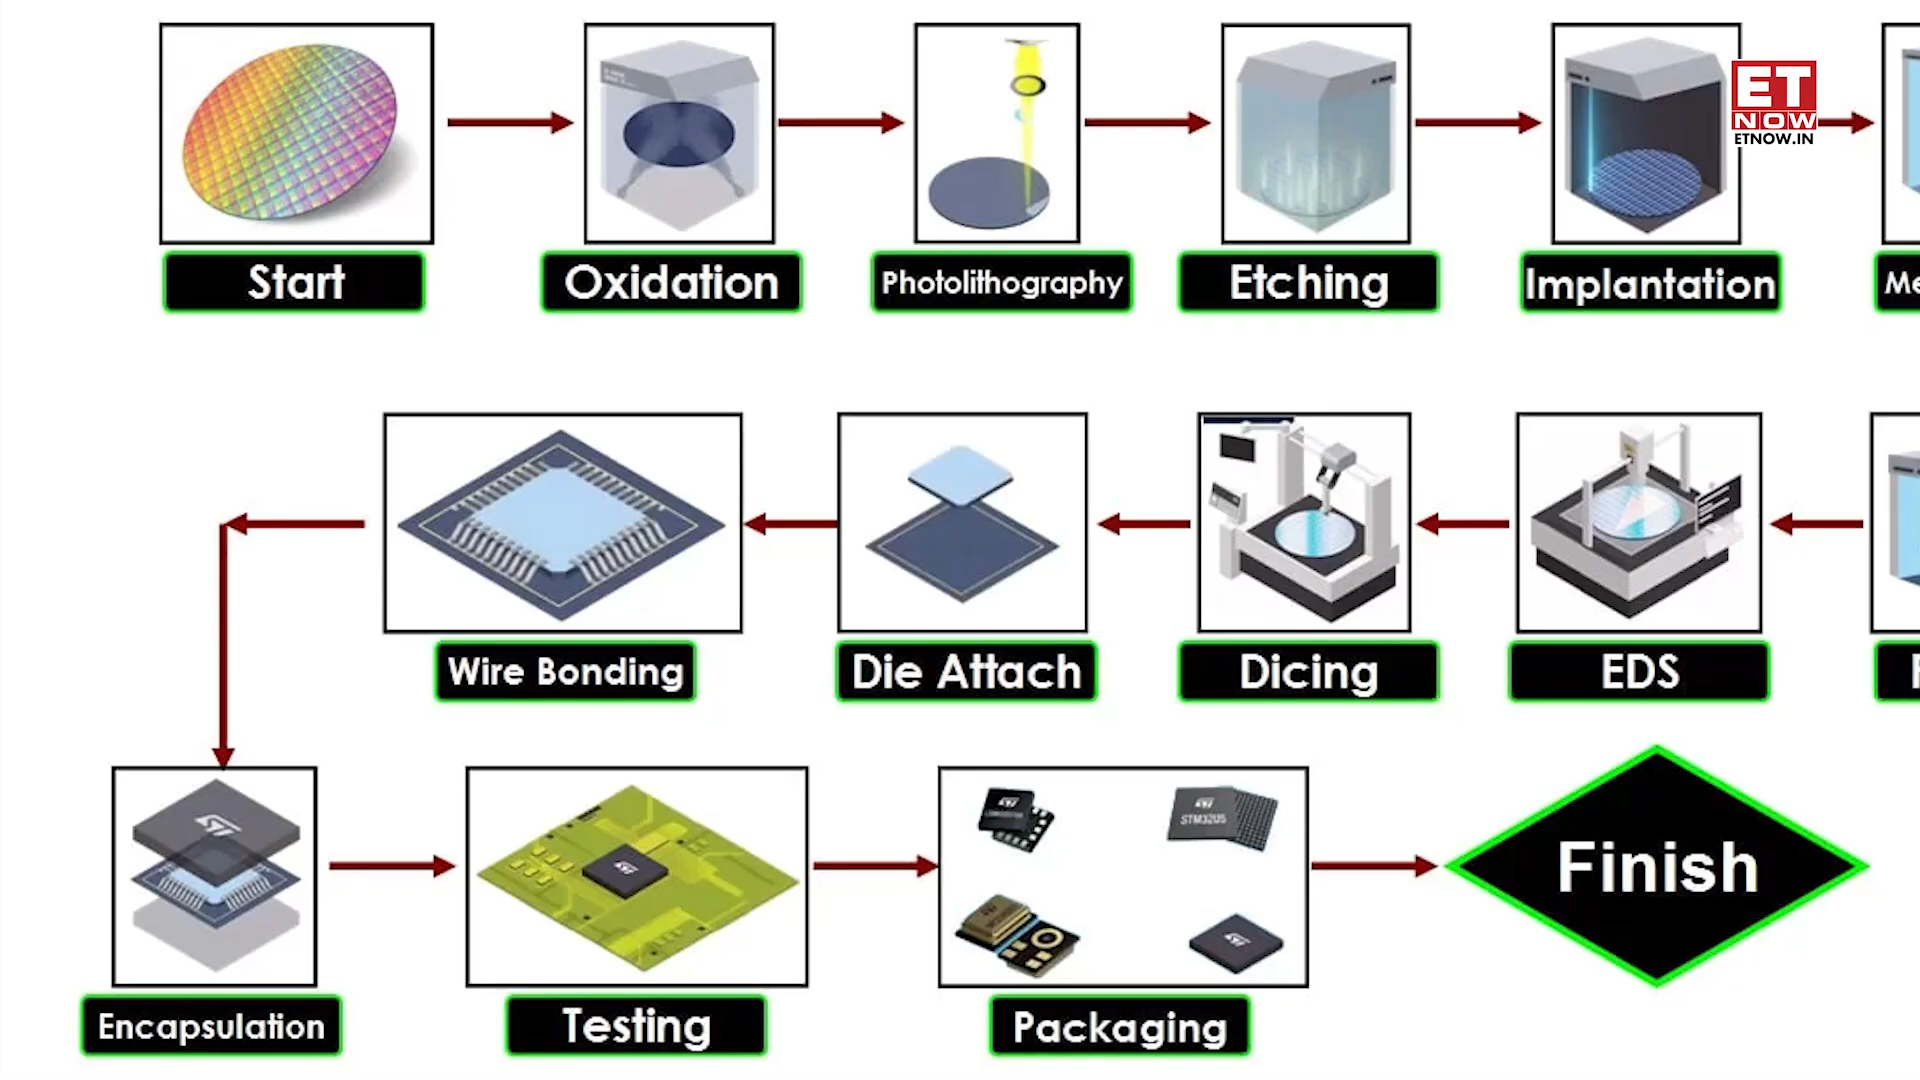 ET
NOW
ETNOW.IN
Start
Oxidation
Photolithography
Etching
Implantation
Wire Bonding
Die Attach
Dicing
EDS
STM32U5
Finish
Encapsulation
Testing
Packaging